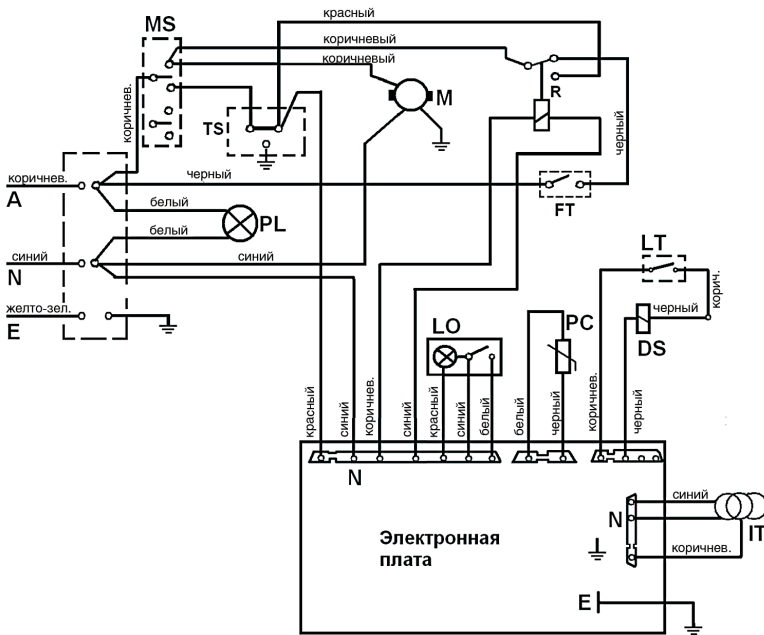 красный
MS
коричневый
коричневый
коричнев.
M
R
TS
черный
коричнев.
A
черный
FT
белый
PL
белый
синий
N
синий
LT
желто-зел.
E
корич.
черный
DS
LO
PC
красный
синий
коричнев.
синий
красный
синий
белый
белый
черный
коричнев.
черный
N
синий
N
IT
коричнев.
Электронная
плата
E